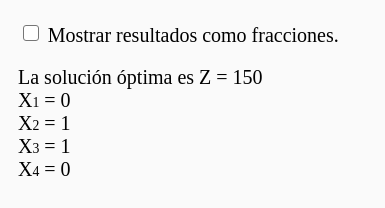 Mostrar resultados como fracciones.
La solución óptima es Z = 150
X1 = 0
X2 = 1
X3 = 1
X4 = 0